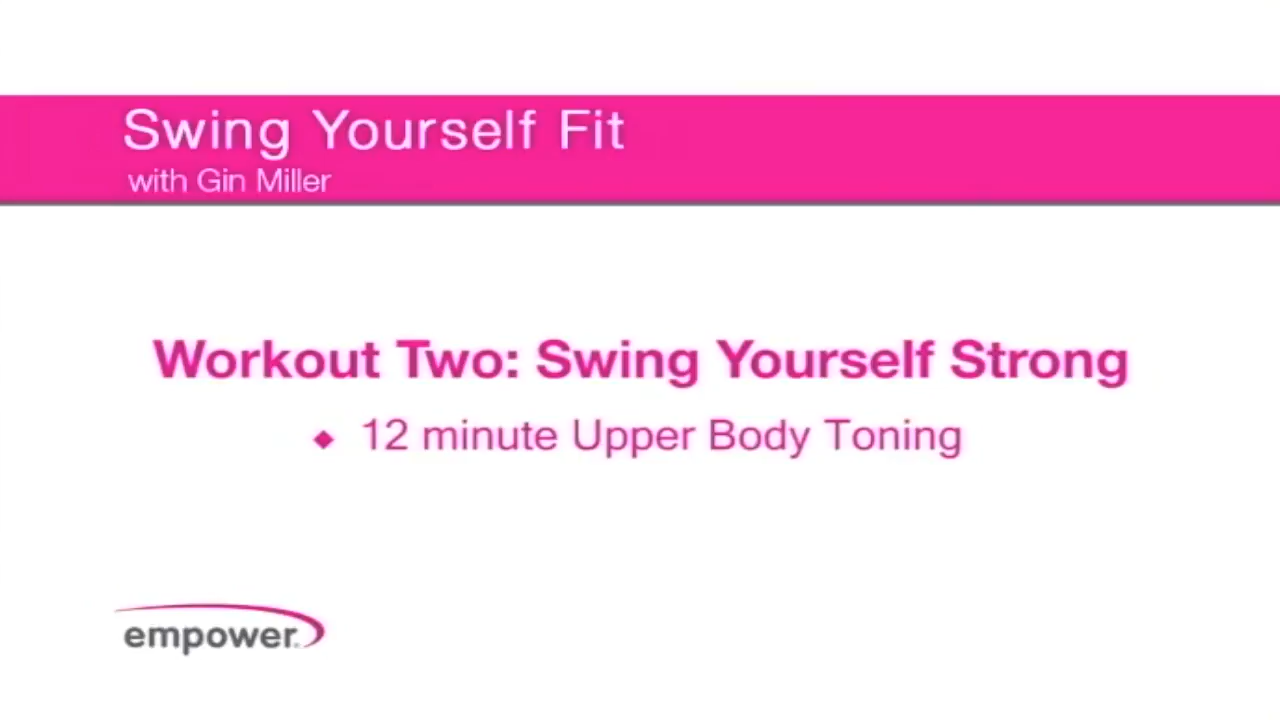 Swing Yourself Fit
with Gin Miller
Workout Two: Swing Yourself Strong
◆ 12 minute Upper Body Toning
empower